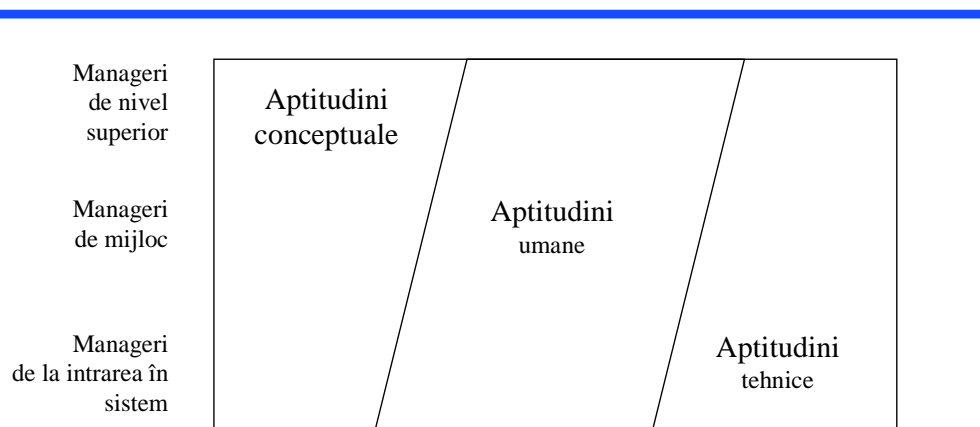 Manageri
de nivel
superior
Aptitudini
conceptuale
Manageri
de mijloc
Aptitudini
umane
Manageri
de la intrarea în
sistem
Aptitudini
tehnice